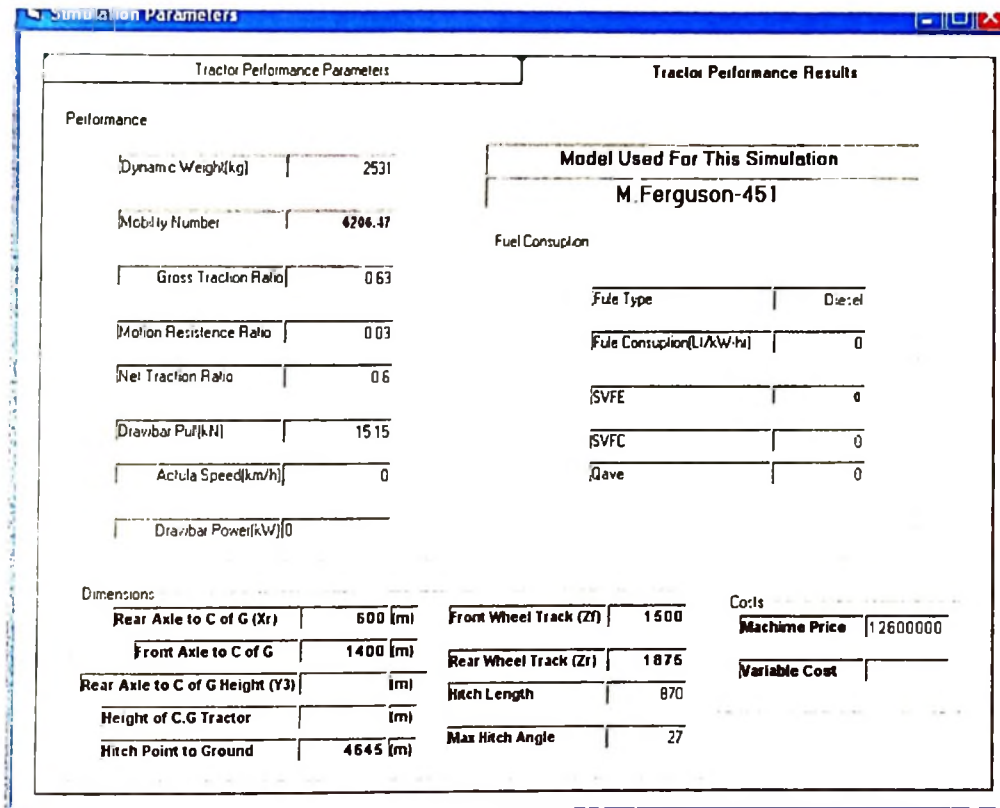 Simulation Parameters
Tractor Performance Parameters
Tractor Performance Results
Performance
Dynamic Weight(kg) 2531
Mobility Number 6206.47
Gross Traction Ratio 0.63
Motion Resistence Ratio 0.03
Net Traction Ratio 0.6
Drawbar Pull(kN) 15.15
Actula Speed(km/h) 0
Drawbar Power(kW) 0
Model Used For This Simulation
M.Ferguson-451
Fuel Consuption
Fule Type Diesel
Fule Consuption(Lt/kW-hr) 0
SVFE 0
SVFC 0
Qave 0
Dimensions
Rear Axle to C of G (Xr) 600 (m)
Front Axle to C of G 1400 (m)
Rear Axle to C of G Height (Y3) (m)
Height of C.G Tractor (m)
Hitch Point to Ground 4645 (m)
Front Wheel Track (Zf) 1500
Rear Wheel Track (Zr) 1875
Hitch Length 870
Max Hitch Angle 27
Costs
Machime Price 12600000
Variable Cost